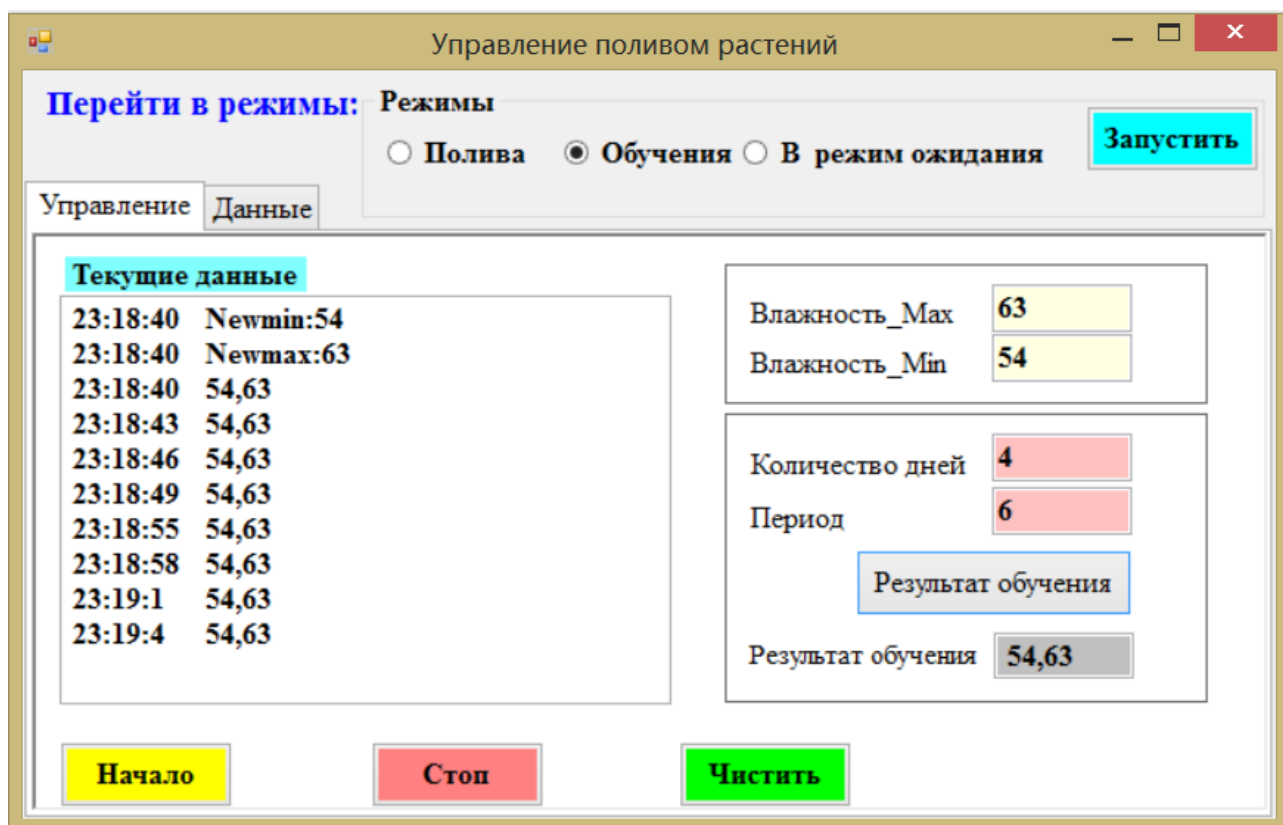 Управление поливом растений
Перейти в режимы:
Режимы
Полива Обучения В режим ожидания
Запустить
Управление Данные
Текущие данные
23:18:40 Newmin:54
23:18:40 Newmax:63
23:18:40 54,63
23:18:43 54,63
23:18:46 54,63
23:18:49 54,63
23:18:55 54,63
23:18:58 54,63
23:19:1 54,63
23:19:4 54,63
Влажность_Max 63
Влажность_Min 54
Количество дней 4
Период 6
Результат обучения
Результат обучения 54,63
Начало Стоп Чистить